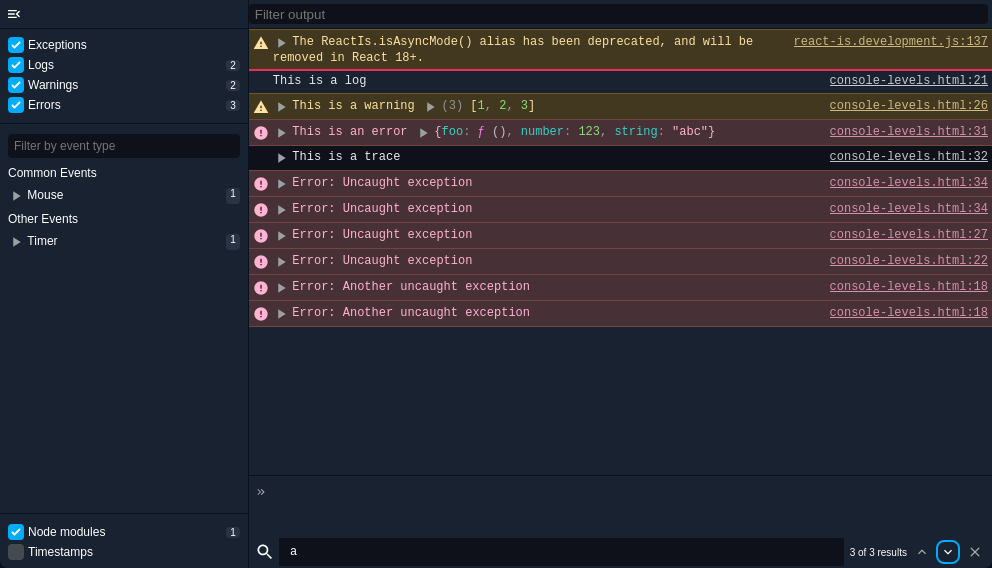 Filter output
Exceptions
Logs 2
Warnings 2
Errors 3
Filter by event type
Common Events
Mouse 1
Other Events
Timer 1
Node modules 1
Timestamps
The ReactIs.isAsyncMode() alias has been deprecated, and will be react-is.development.js:137
removed in React 18+.
This is a log console-levels.html:21
This is a warning (3) [1, 2, 3] console-levels.html:26
This is an error {foo: ƒ (), number: 123, string: "abc"} console-levels.html:31
This is a trace console-levels.html:32
Error: Uncaught exception console-levels.html:34
Error: Uncaught exception console-levels.html:34
Error: Uncaught exception console-levels.html:27
Error: Uncaught exception console-levels.html:22
Error: Another uncaught exception console-levels.html:18
Error: Another uncaught exception console-levels.html:18
»
a 3 of 3 results